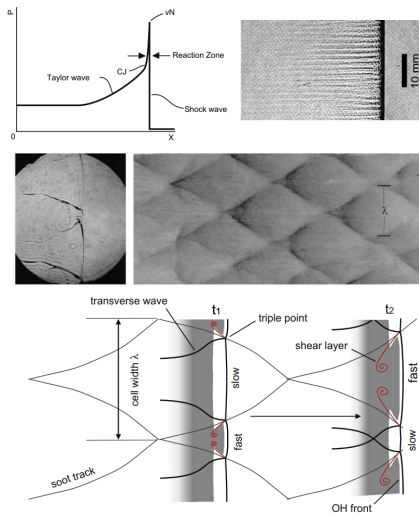 P
vN
Reaction Zone
CJ
Taylor wave
Shock wave
0
X
10 mm
λ
transverse wave
t1
triple point
cell width λ
slow
fast
soot track
t2
shear layer
fast
slow
OH front